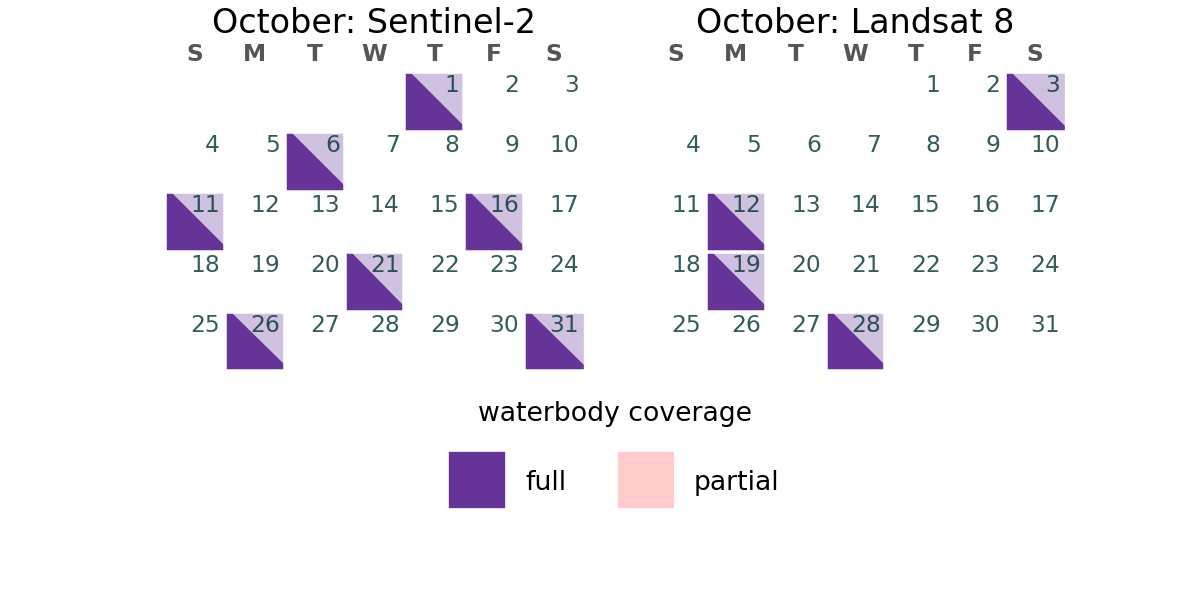 October: Sentinel-2
S M T W T F S
1 2 3
4 5 6 7 8 9 10
11 12 13 14 15 16 17
18 19 20 21 22 23 24
25 26 27 28 29 30 31
October: Landsat 8
S M T W T F S
1 2 3
4 5 6 7 8 9 10
11 12 13 14 15 16 17
18 19 20 21 22 23 24
25 26 27 28 29 30 31
waterbody coverage
full partial